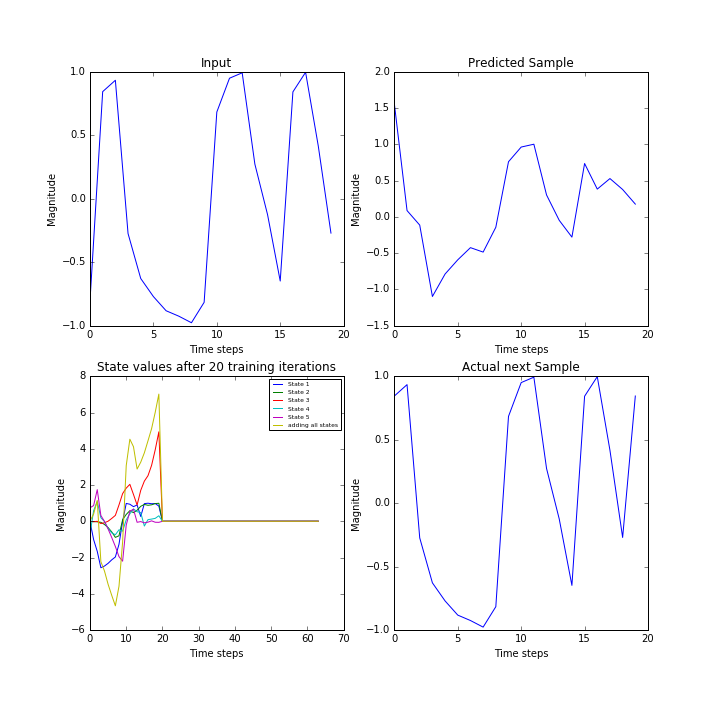 Input
1.0
0.5
0.0
−0.5
−1.0
Magnitude
0 5 10 15 20
Time steps
Predicted Sample
2.0
1.5
1.0
0.5
0.0
−0.5
−1.0
−1.5
Magnitude
0 5 10 15 20
Time steps
State values after 20 training iterations
8
6
4
2
0
−2
−4
−6
Magnitude
State 1
State 2
State 3
State 4
State 5
adding all states
0 10 20 30 40 50 60 70
Time steps
Actual next Sample
1.0
0.5
0.0
−0.5
−1.0
Magnitude
0 5 10 15 20
Time steps